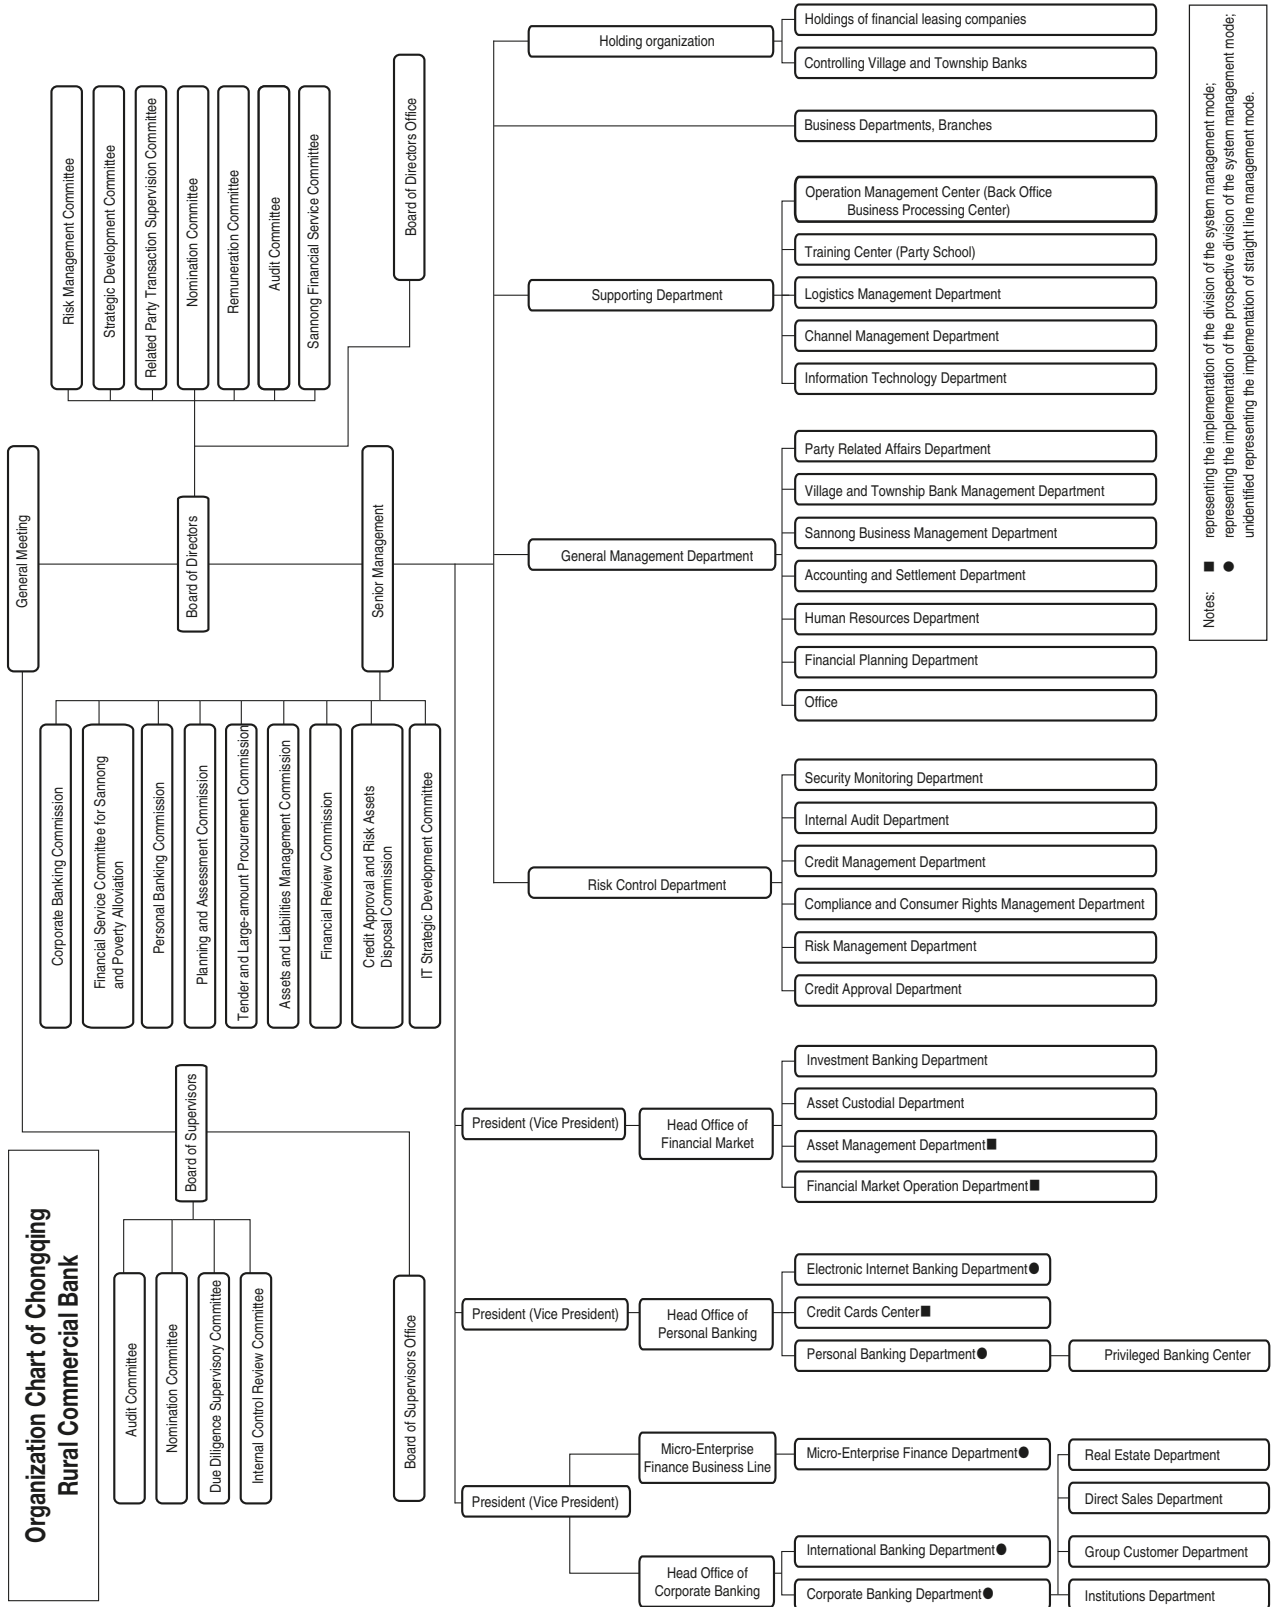 Organization Chart of Chongqing
Rural Commercial Bank
General Meeting
Board of Supervisors
Audit Committee
Nomination Committee
Due Diligence Supervisory Committee
Internal Control Review Committee
Board of Supervisors Office
Board of Directors
Risk Management Committee
Strategic Development Committee
Related Party Transaction Supervision Committee
Nomination Committee
Remuneration Committee
Audit Committee
Sannong Financial Service Committee
Board of Directors Office
Senior Management
Corporate Banking Commission
Financial Service Committee for Sannong
and Poverty Alloviation
Personal Banking Commission
Planning and Assessment Commission
Tender and Large-amount Procurement Commission
Assets and Liabilities Management Commission
Financial Review Commission
Credit Approval and Risk Assets
Disposal Commission
IT Strategic Development Committee
Holding organization
Holdings of financial leasing companies
Controlling Village and Township Banks
Business Departments, Branches
Supporting Department
Operation Management Center (Back Office
Business Processing Center)
Training Center (Party School)
Logistics Management Department
Channel Management Department
Information Technology Department
General Management Department
Party Related Affairs Department
Village and Township Bank Management Department
Sannong Business Management Department
Accounting and Settlement Department
Human Resources Department
Financial Planning Department
Office
Risk Control Department
Security Monitoring Department
Internal Audit Department
Credit Management Department
Compliance and Consumer Rights Management Department
Risk Management Department
Credit Approval Department
President (Vice President)
Head Office of
Financial Market
Investment Banking Department
Asset Custodial Department
Asset Management Department■
Financial Market Operation Department■
President (Vice President)
Head Office of
Personal Banking
Electronic Internet Banking Department●
Credit Cards Center■
Personal Banking Department●
Privileged Banking Center
President (Vice President)
Micro-Enterprise
Finance Business Line
Micro-Enterprise Finance Department●
Head Office of
Corporate Banking
International Banking Department●
Corporate Banking Department●
Real Estate Department
Direct Sales Department
Group Customer Department
Institutions Department
Notes: ■ representing the implementation of the division of the system management mode;
● representing the implementation of the prospective division of the system management mode;
unidentified representing the implementation of straight line management mode.